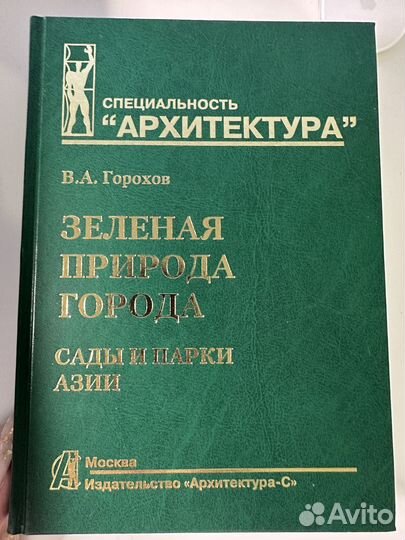 СПЕЦИАЛЬНОСТЬ
"АРХИТЕКТУРА"
В.А. Горохов
ЗЕЛЕНАЯ
ПРИРОДА
ГОРОДА
САДЫ И ПАРКИ
АЗИИ
Москва
Издательство «Архитектура-С»
Avito